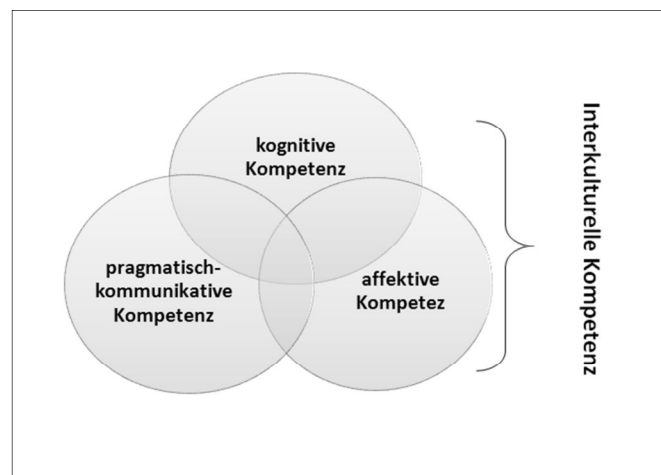 kognitive
Kompetenz
pragmatisch-
kommunikative
Kompetenz
affektive
Kompetez
Interkulturelle Kompetenz